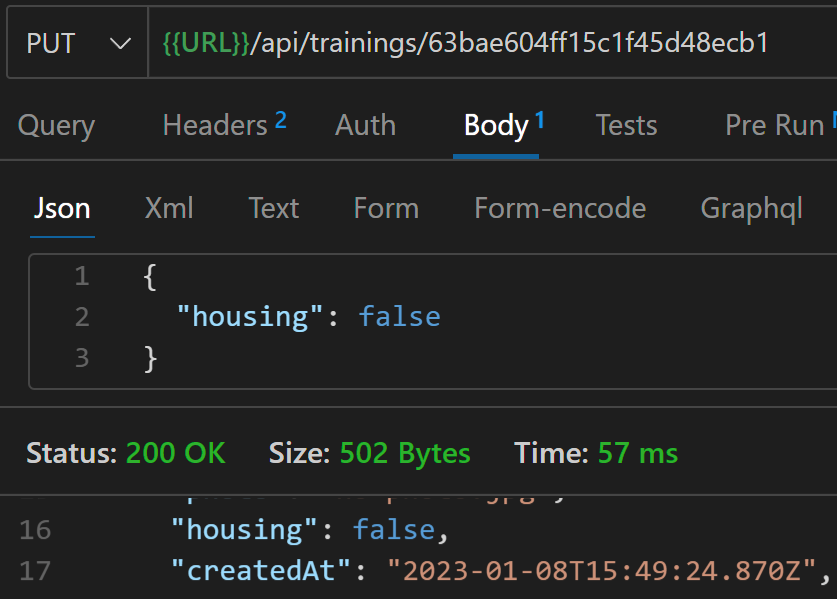 PUT {{URL}}/api/trainings/63bae604ff15c1f45d48ecb1
Query Headers 2 Auth Body 1 Tests Pre Run
Json Xml Text Form Form-encode Graphql
1 {
2 "housing": false
3 }
Status: 200 OK Size: 502 Bytes Time: 57 ms
16 "housing": false,
17 "createdAt": "2023-01-08T15:49:24.870Z",